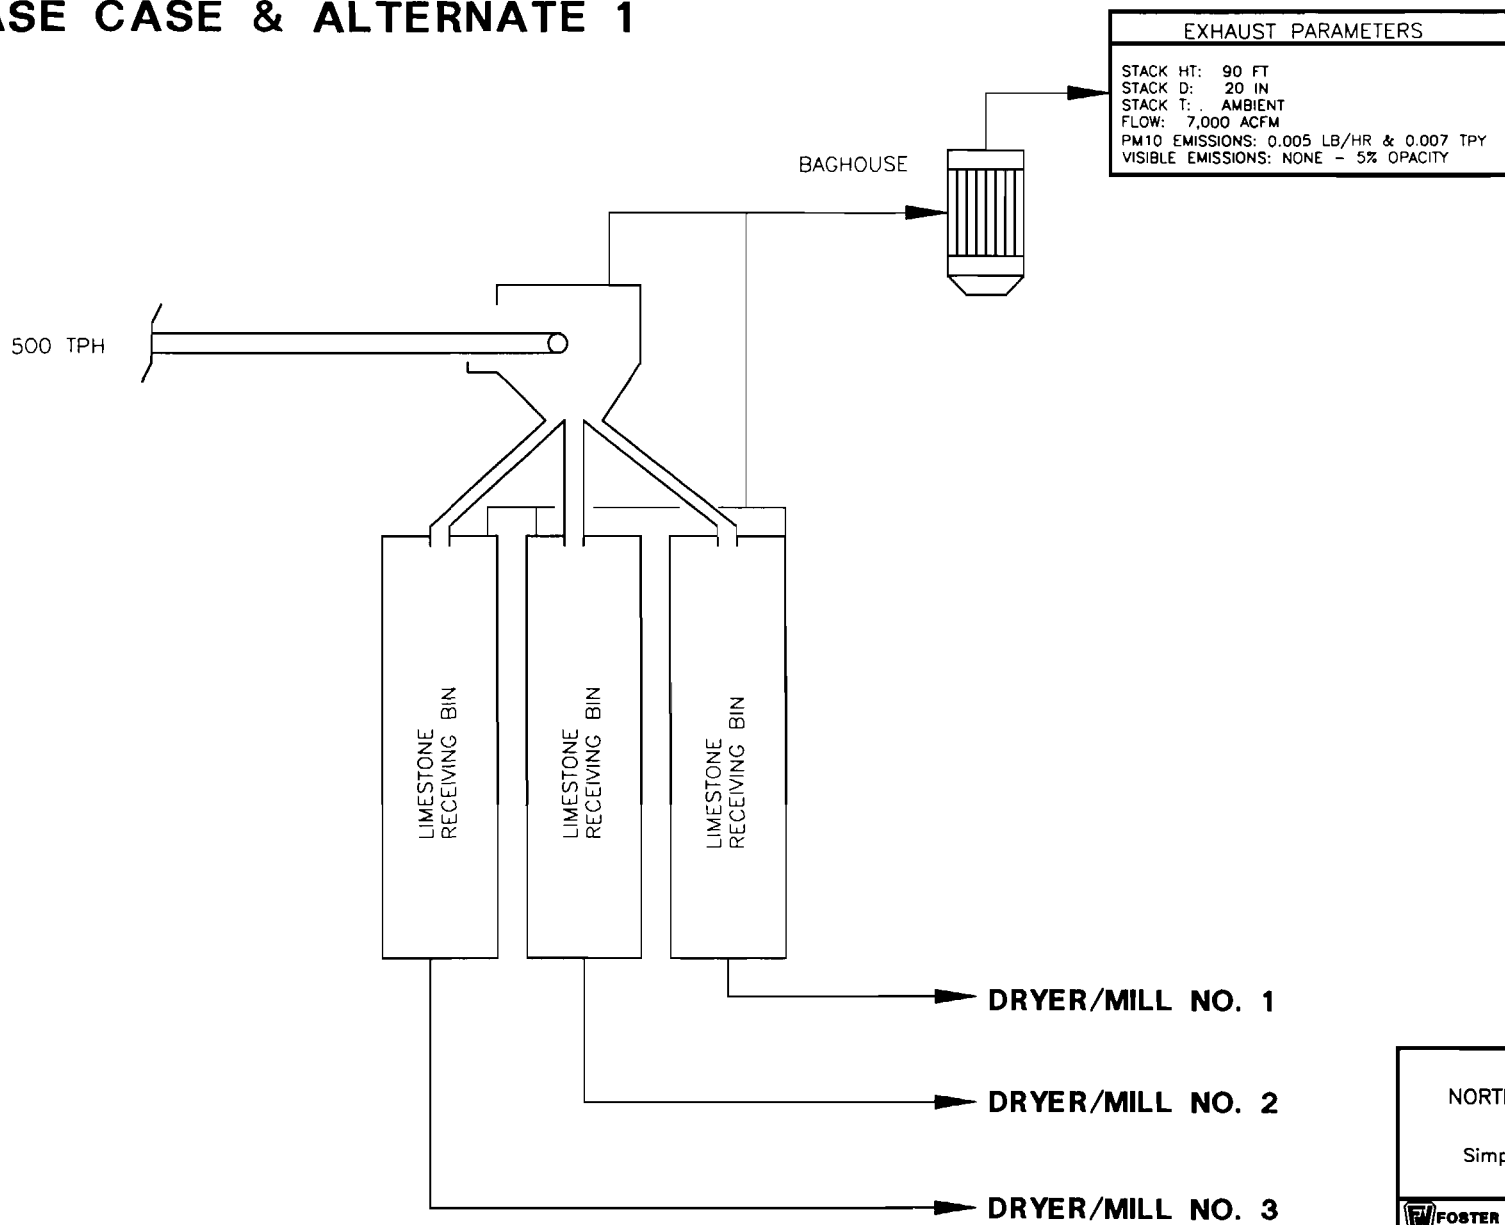 ASE CASE & ALTERNATE 1
EXHAUST PARAMETERS
STACK HT: 90 FT
STACK D: 20 IN
STACK T: . AMBIENT
FLOW: 7,000 ACFM
PM10 EMISSIONS: 0.005 LB/HR & 0.007 TPY
VISIBLE EMISSIONS: NONE - 5% OPACITY
BAGHOUSE
500 TPH
LIMESTONE
RECEIVING BIN
LIMESTONE
RECEIVING BIN
LIMESTONE
RECEIVING BIN
DRYER/MILL NO. 1
DRYER/MILL NO. 2
DRYER/MILL NO. 3
NORT
Simp
FW FOSTER